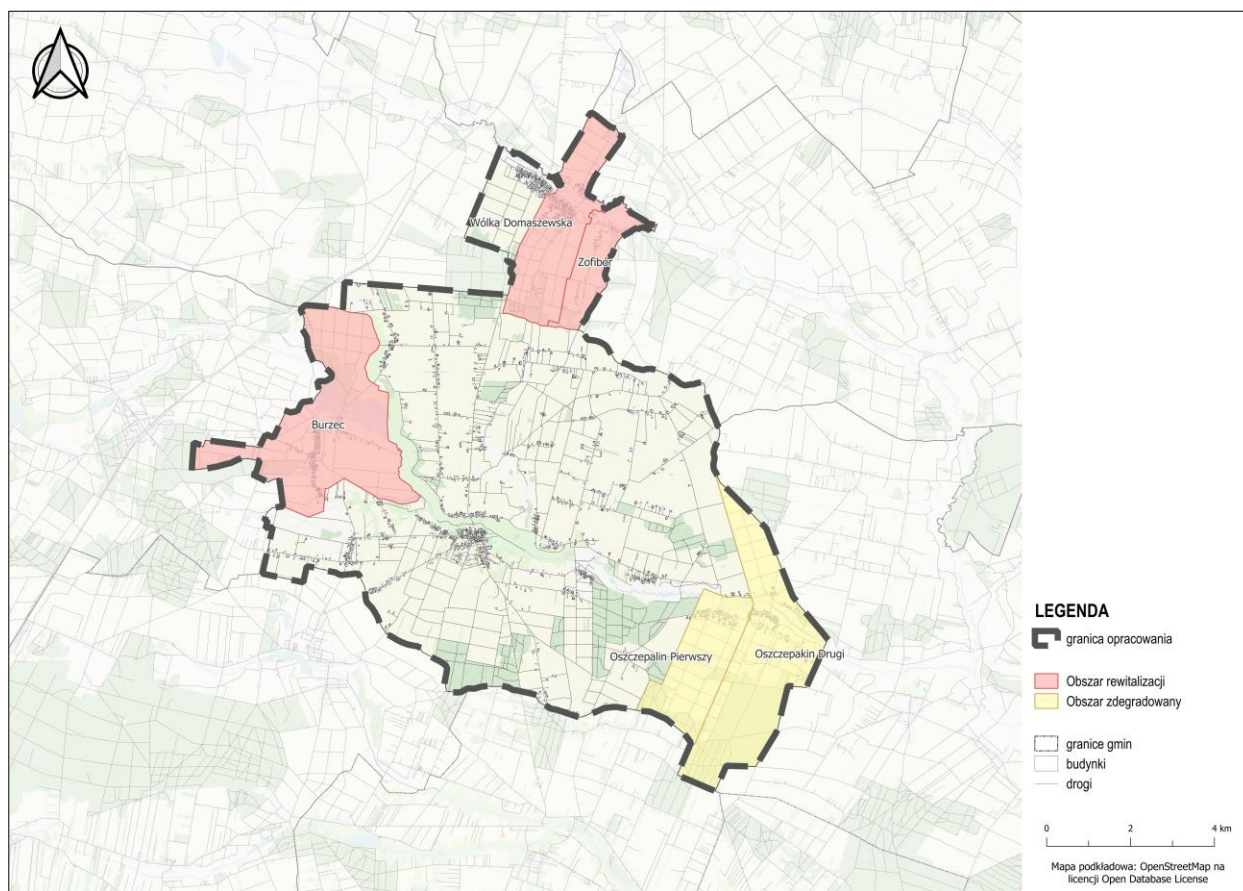 Wólka Domaszewska
Zofibór
Burzec
Oszczepalin Pierwszy
Oszczepakin Drugi
LEGENDA
granica opracowania
Obszar rewitalizacji
Obszar zdegradowany
granice gmin
budynki
drogi
0 2 4 km
Mapa podkładowa: OpenStreetMap na
licencji Open Database License